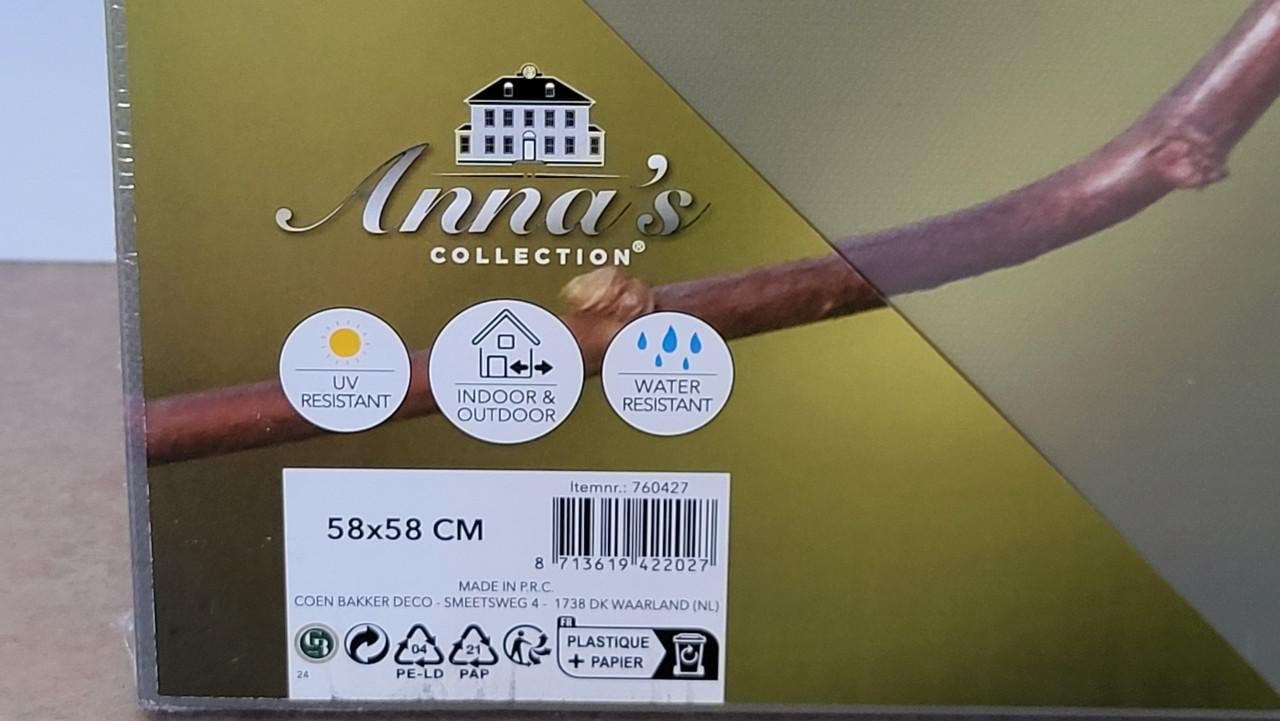 Anna's
COLLECTION®
UV
RESISTANT
INDOOR &
OUTDOOR
WATER
RESISTANT
Itemnr.: 760427
58x58 CM
8 713619 422027
MADE IN P.R.C.
COEN BAKKER DECO - SMEETSWEG 4 - 1738 DK WAARLAND (NL)
FR
04
21
PLASTIQUE
+ PAPIER
PE-LD
PAP
24